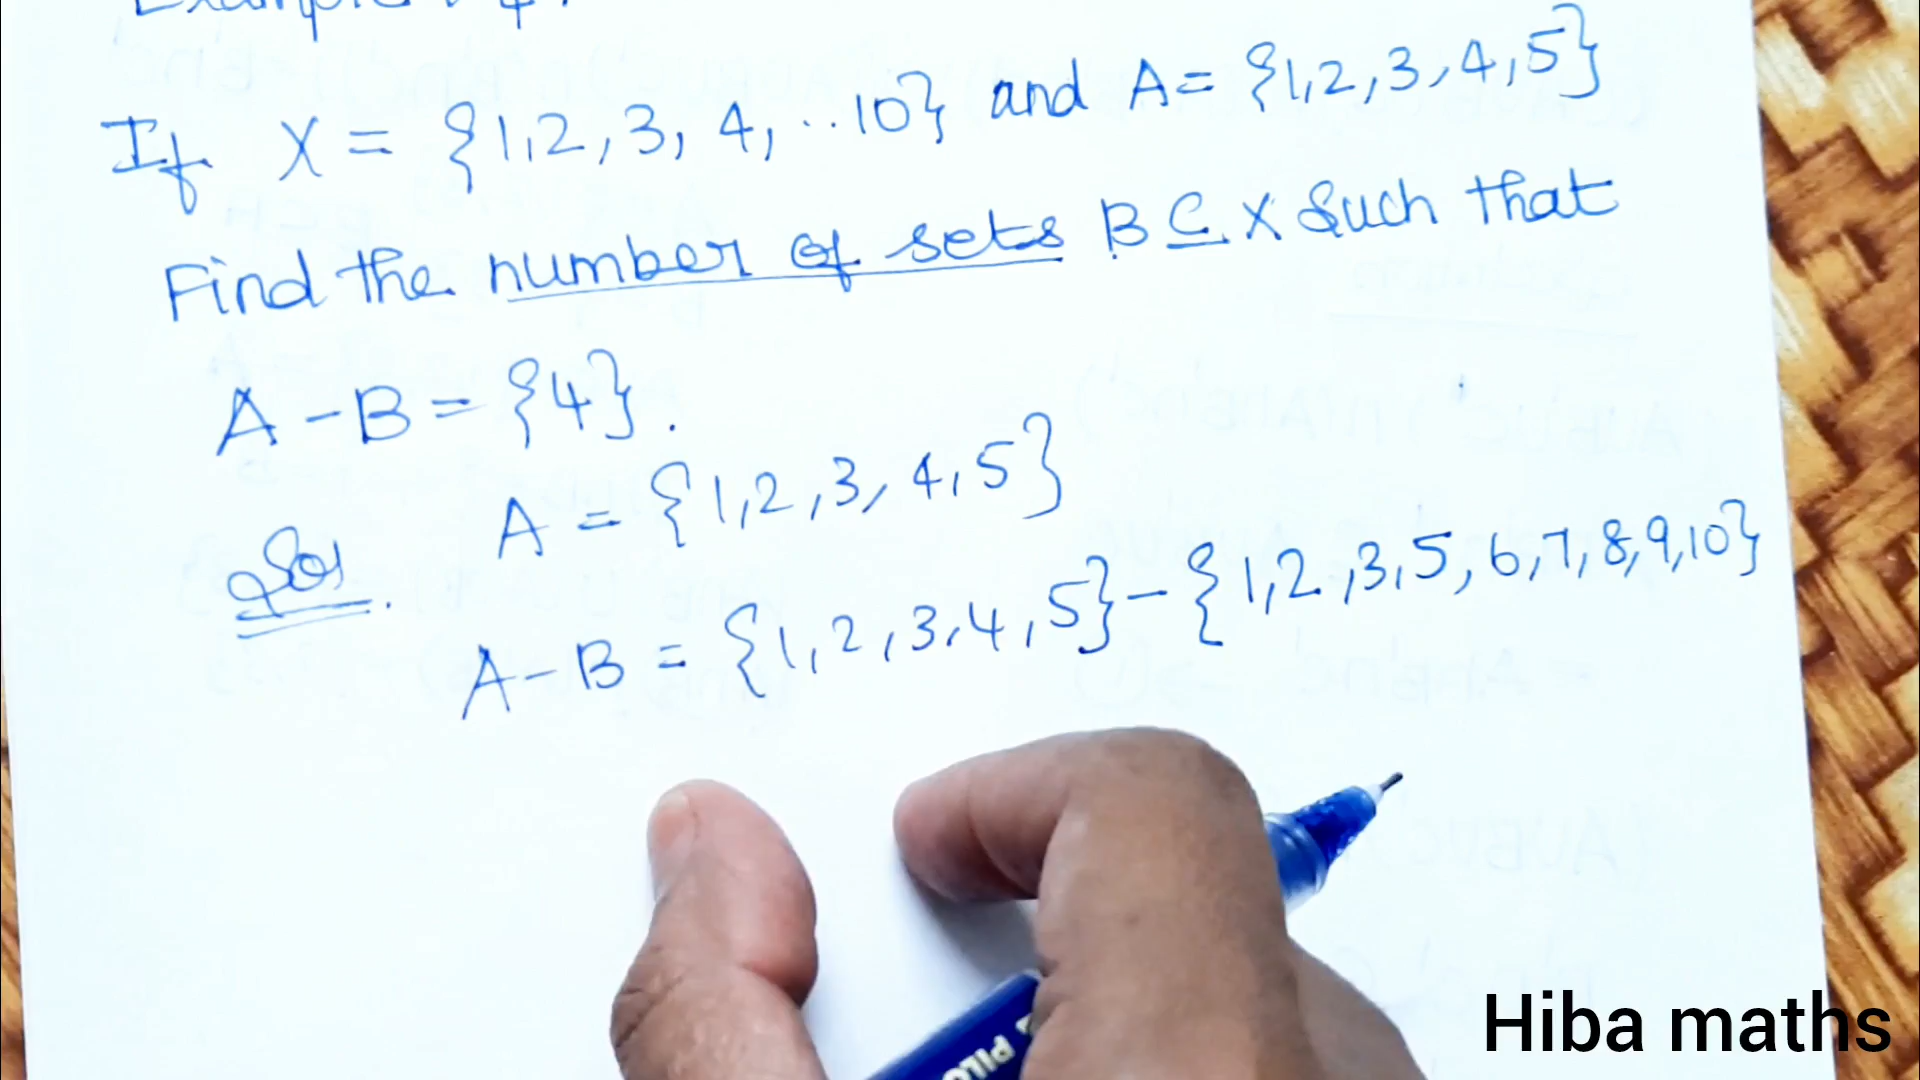 If X = {1,2,3,4,..10} and A= {1,2,3,4,5}
Find the number of sets B ⊆ X such that
A-B = {4}.
Sol. A = {1,2,3,4,5}
A-B = {1,2,3,4,5}-{1,2,3,5,6,7,8,9,10}
PILO
Hiba maths